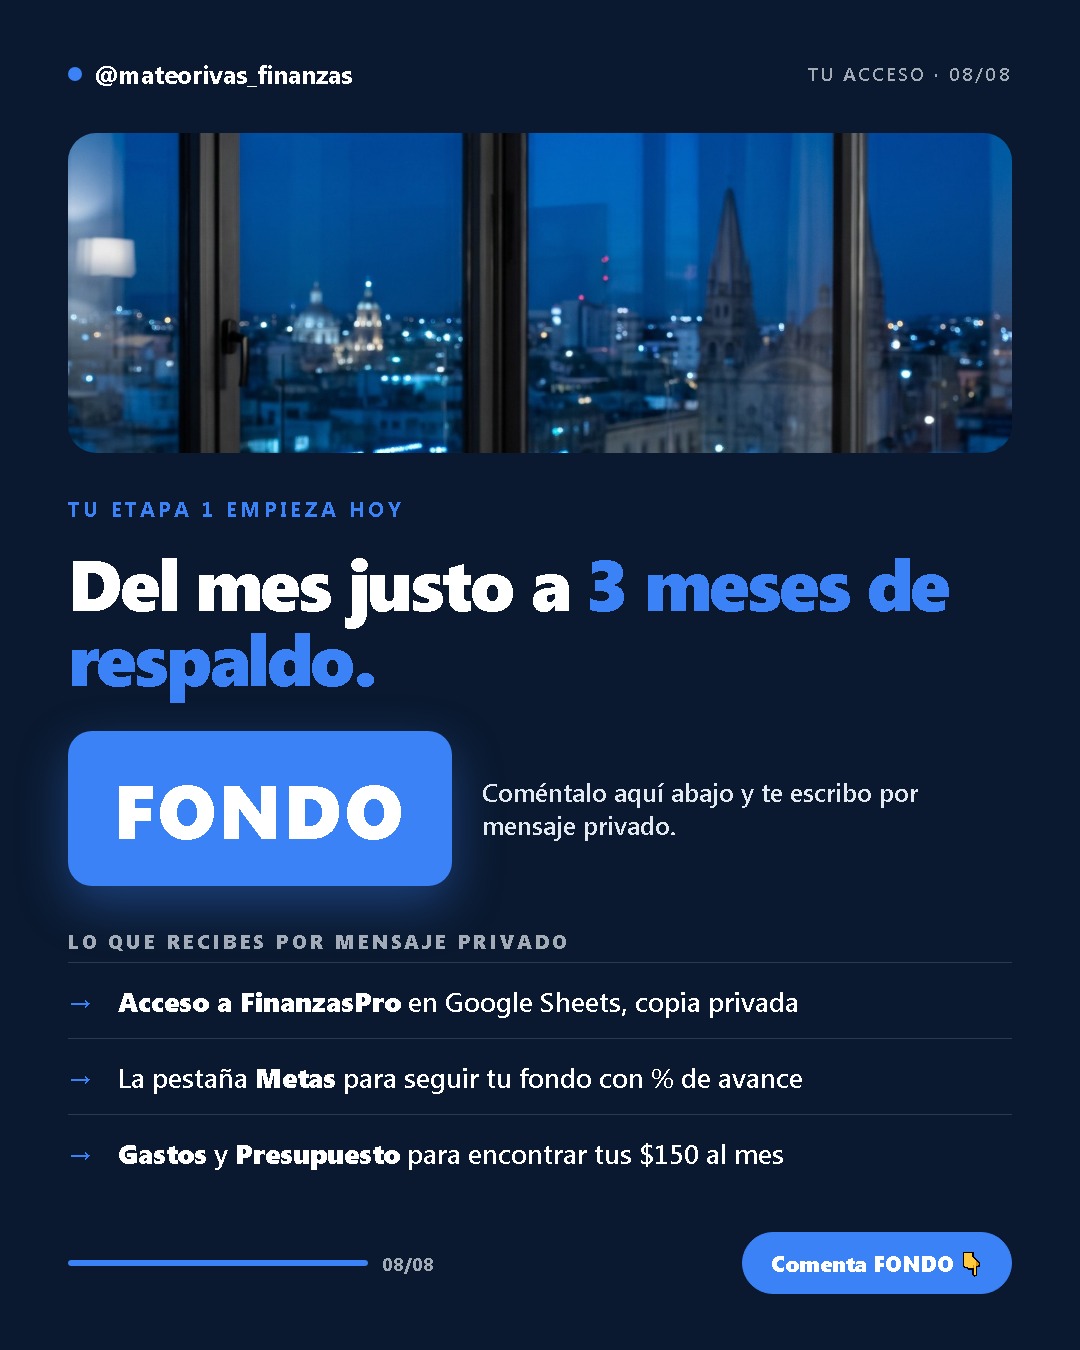 @mateorivas_finanzas
TU ACCESO · 08/08
TU ETAPA 1 EMPIEZA HOY
Del mes justo a 3 meses de
respaldo.
FONDO
Coméntalo aquí abajo y te escribo por
mensaje privado.
LO QUE RECIBES POR MENSAJE PRIVADO
→ Acceso a FinanzasPro en Google Sheets, copia privada
→ La pestaña Metas para seguir tu fondo con % de avance
→ Gastos y Presupuesto para encontrar tus $150 al mes
08/08
Comenta FONDO 👇